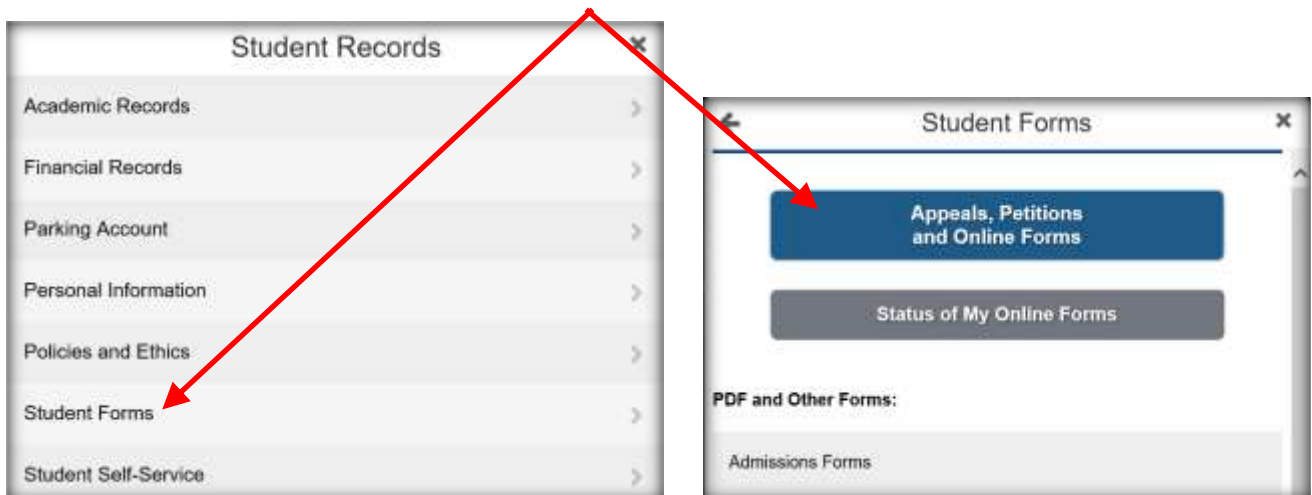 Student Records
Academic Records
Financial Records
Parking Account
Personal Information
Policies and Ethics
Student Forms
Student Self-Service
Student Forms
Appeals, Petitions
and Online Forms
Status of My Online Forms
PDF and Other Forms:
Admissions Forms